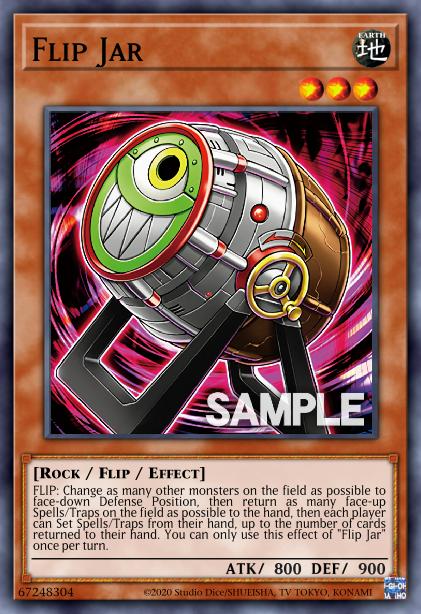 FLIP JAR
EARTH
地
SAMPLE
[ROCK / FLIP / EFFECT]
FLIP: Change as many other monsters on the field as possible to
face-down Defense Position, then return as many face-up
Spells/Traps on the field as possible to the hand, then each player
can Set Spells/Traps from their hand, up to the number of cards
returned to their hand. You can only use this effect of "Flip Jar"
once per turn.
ATK/ 800 DEF/ 900
67248304
©2020 Studio Dice/SHUEISHA, TV TOKYO, KONAMI